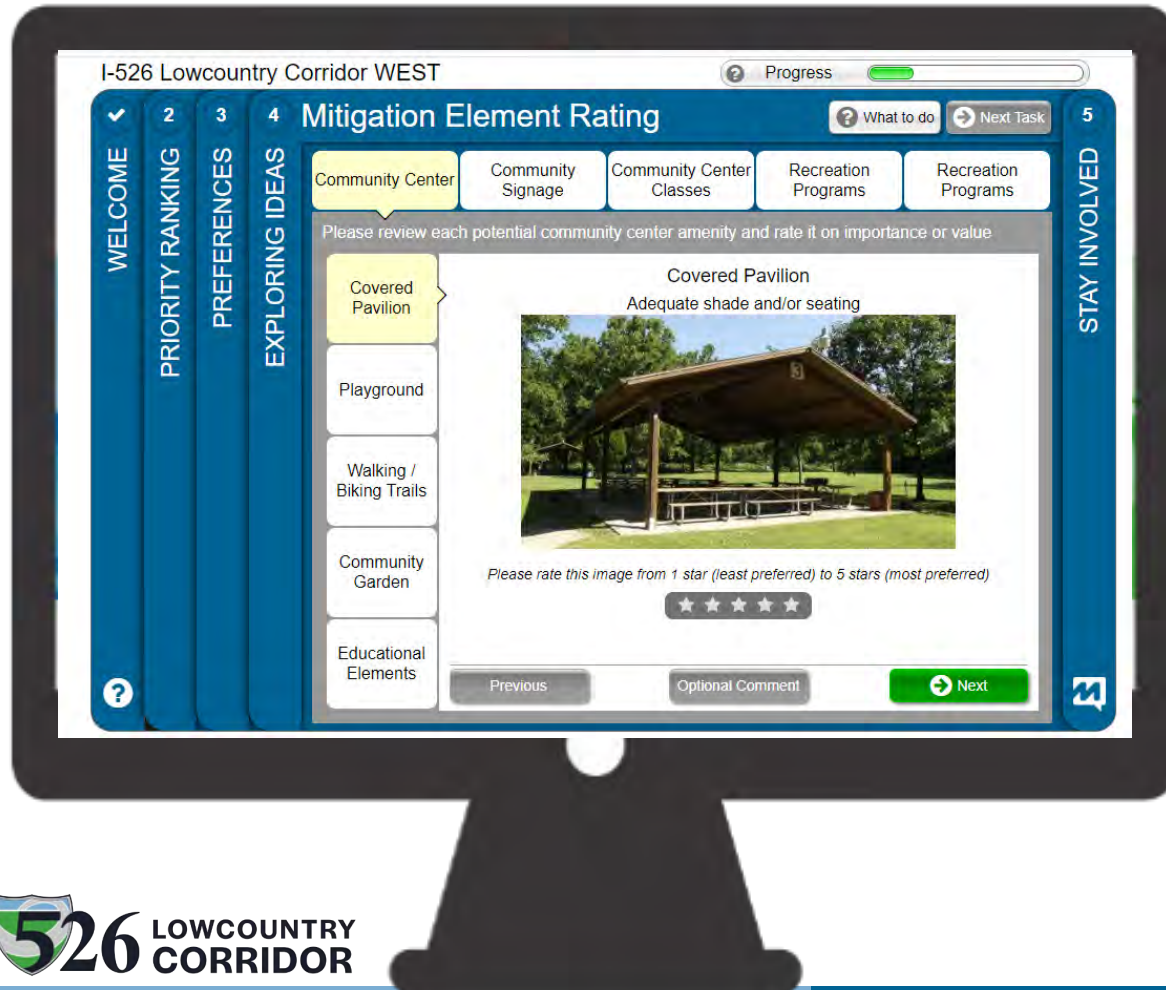 I-526 Lowcountry Corridor WEST
? Progress
2
3
4
Mitigation Element Rating
? What to do
Next Task
5
WELCOME
PRIORITY RANKING
PREFERENCES
EXPLORING IDEAS
STAY INVOLVED
Community Center
Community
Signage
Community Center
Classes
Recreation
Programs
Recreation
Programs
Please review each potential community center amenity and rate it on importance or value
Covered
Pavilion
Playground
Walking /
Biking Trails
Community
Garden
Educational
Elements
Covered Pavilion
Adequate shade and/or seating
3
Please rate this image from 1 star (least preferred) to 5 stars (most preferred)
Previous
Optional Comment
Next
?
526 LOWCOUNTRY
CORRIDOR